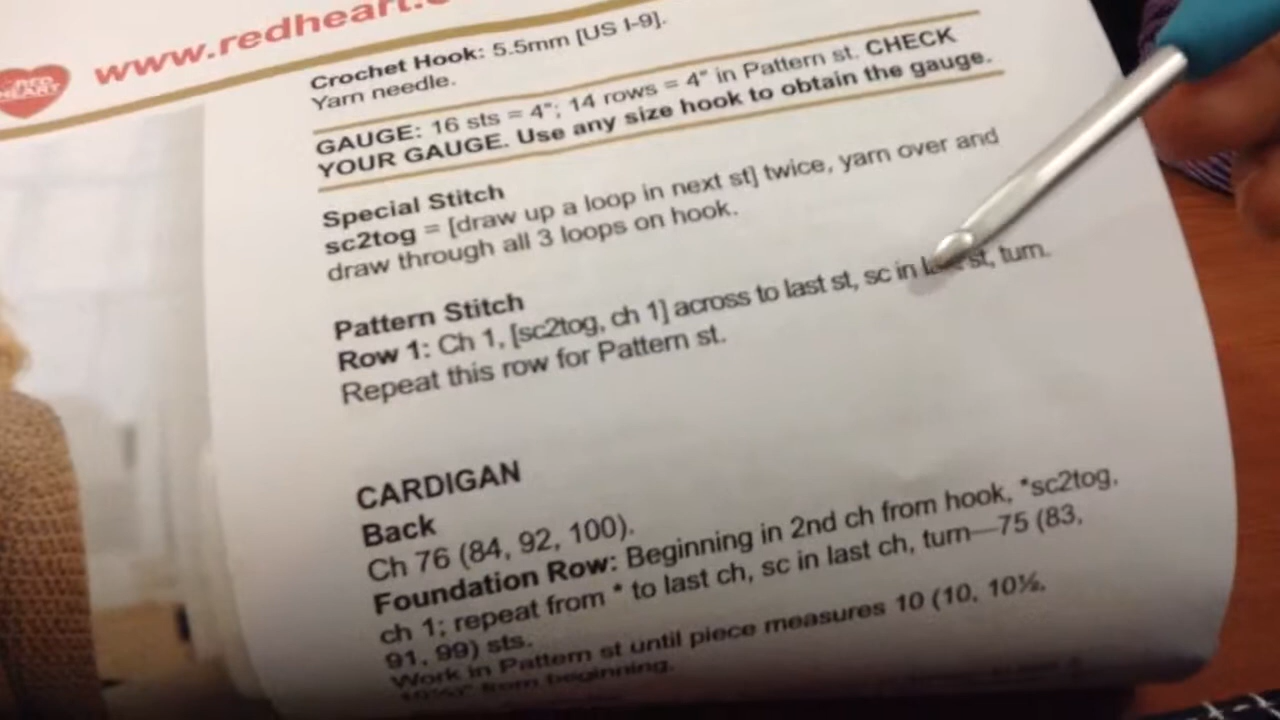 www.redheart.c
RED HEART
Crochet Hook: 5.5mm [US I-9].
Yarn needle.
GAUGE: 16 sts = 4"; 14 rows = 4" in Pattern st. CHECK
YOUR GAUGE. Use any size hook to obtain the gauge.
Special Stitch
sc2tog = [draw up a loop in next st] twice, yarn over and
draw through all 3 loops on hook.
Pattern Stitch
Row 1: Ch 1, [sc2tog, ch 1] across to last st, sc in last st, turn.
Repeat this row for Pattern st.
CARDIGAN
Back
Ch 76 (84, 92, 100).
Foundation Row: Beginning in 2nd ch from hook, *sc2tog,
ch 1; repeat from * to last ch, sc in last ch, turn—75 (83,
91, 99) sts.
Work in Pattern st until piece measures 10 (10, 10½,
from beginning.